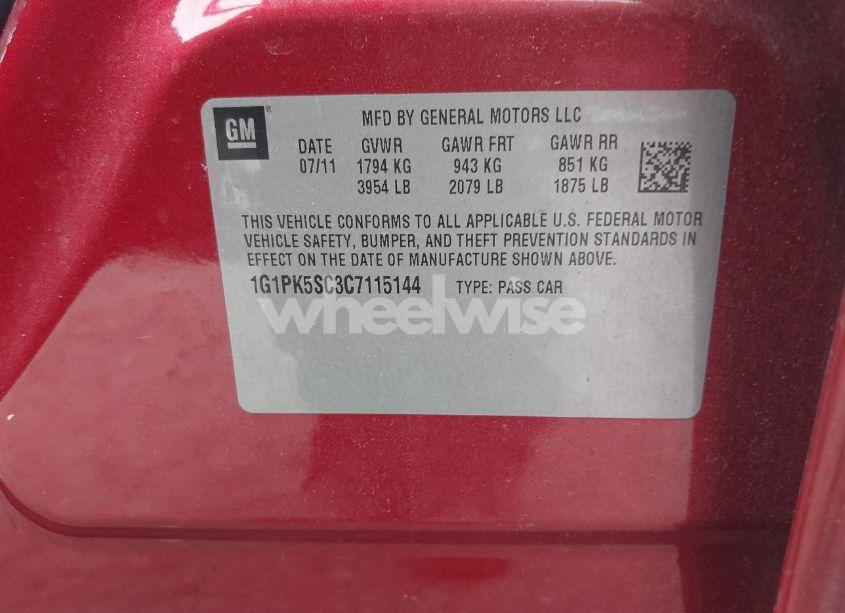 GM
MFD BY GENERAL MOTORS LLC
DATE GVWR GAWR FRT GAWR RR
07/11 1794 KG 943 KG 851 KG
3954 LB 2079 LB 1875 LB
THIS VEHICLE CONFORMS TO ALL APPLICABLE U.S. FEDERAL MOTOR
VEHICLE SAFETY, BUMPER, AND THEFT PREVENTION STANDARDS IN
EFFECT ON THE DATE OF MANUFACTURE SHOWN ABOVE.
1G1PK5SC3C7115144 TYPE: PASS CAR
wheelwise